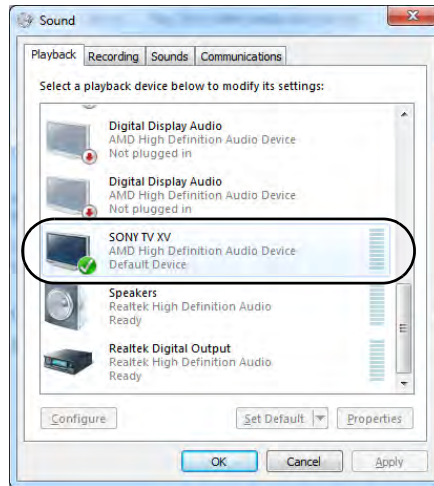 Sound
Playback Recording Sounds Communications
Select a playback device below to modify its settings:
Digital Display Audio
AMD High Definition Audio Device
Not plugged in
Digital Display Audio
AMD High Definition Audio Device
Not plugged in
SONY TV XV
AMD High Definition Audio Device
Default Device
Speakers
Realtek High Definition Audio
Ready
Realtek Digital Output
Realtek High Definition Audio
Ready
Configure Set Default Properties
OK Cancel Apply